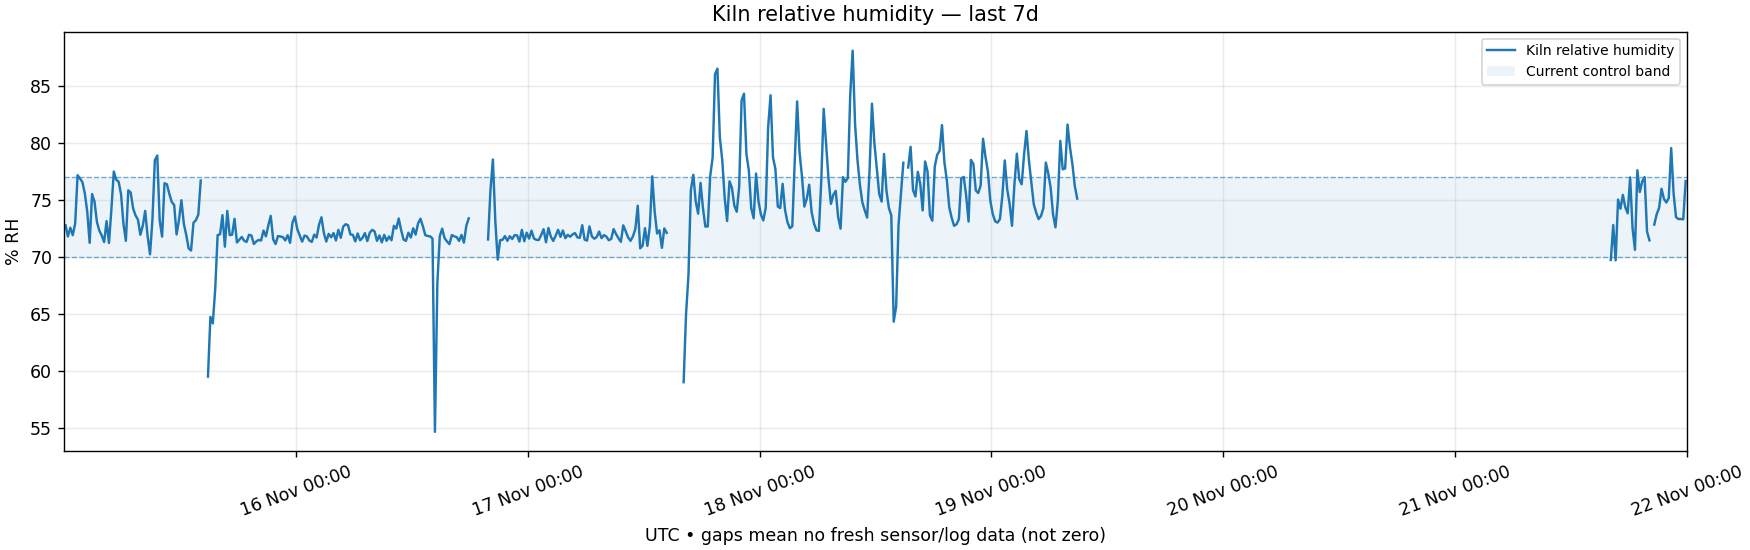 Kiln relative humidity — last 7d
Kiln relative humidity
Current control band
% RH
85
80
75
70
65
60
55
16 Nov 00:00
17 Nov 00:00
18 Nov 00:00
19 Nov 00:00
20 Nov 00:00
21 Nov 00:00
22 Nov 00:00
UTC • gaps mean no fresh sensor/log data (not zero)